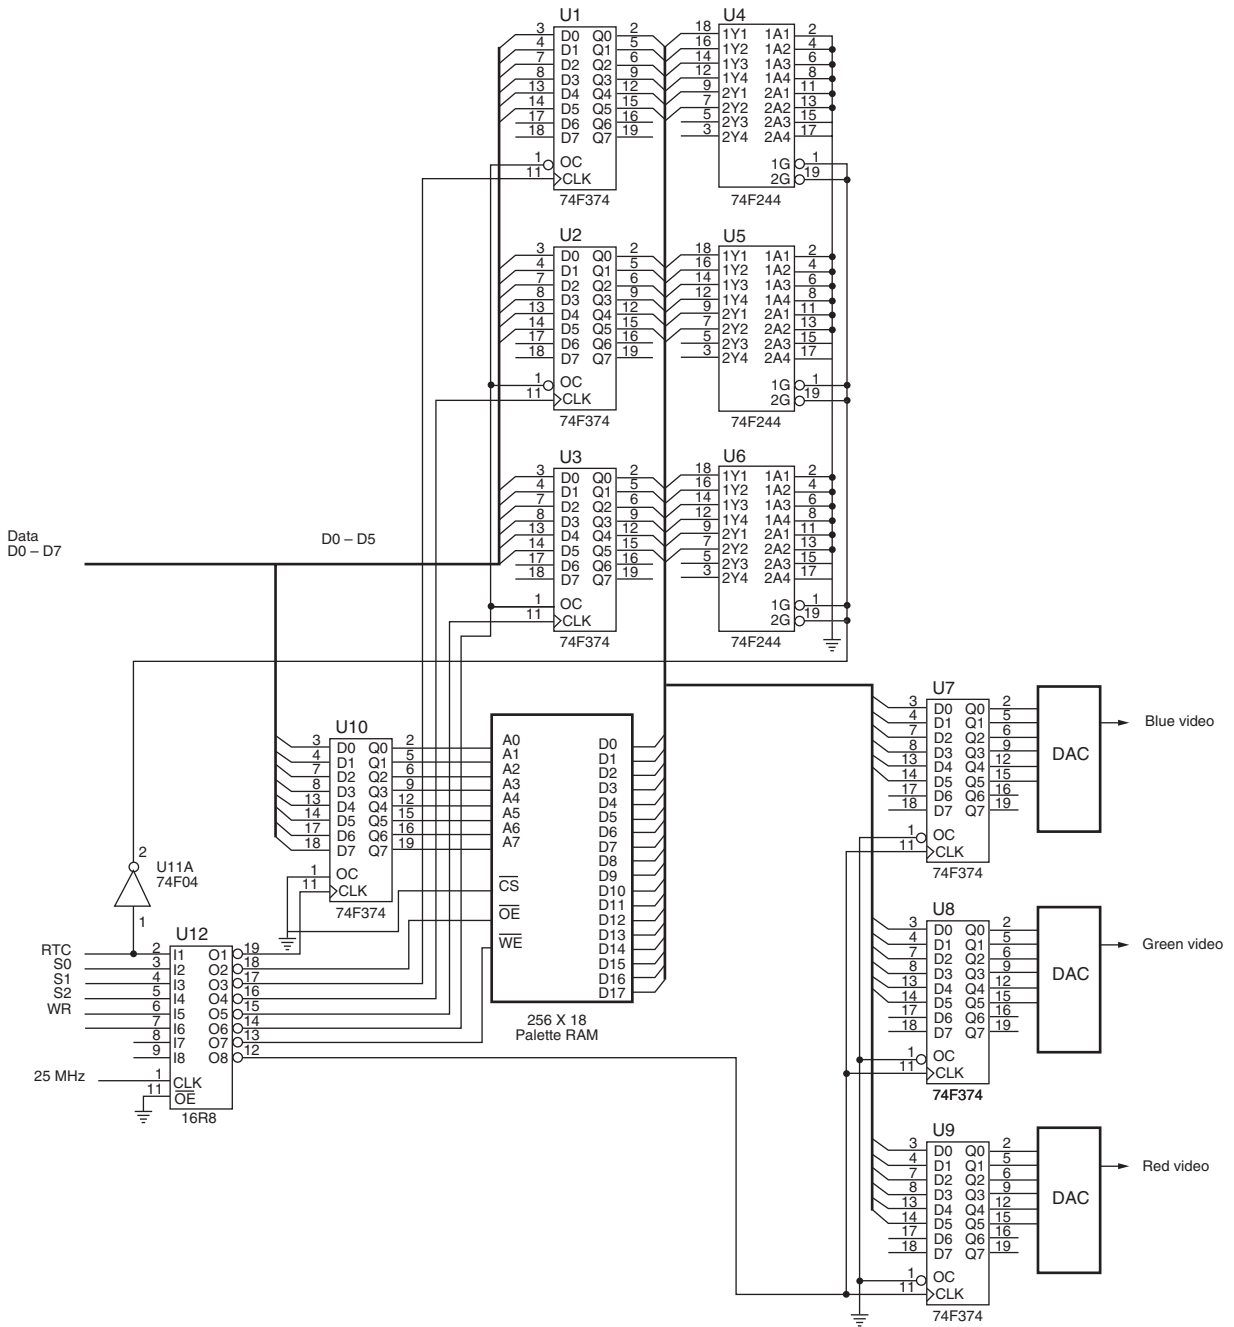 U1
3 D0 Q0 2
4 D1 Q1 5
7 D2 Q2 6
8 D3 Q3 9
13 D4 Q4 12
14 D5 Q5 15
17 D6 Q6 16
18 D7 Q7 19
1 OC
11 CLK
74F374
U4
18 1Y1 1A1 2
16 1Y2 1A2 4
14 1Y3 1A3 6
12 1Y4 1A4 8
9 2Y1 2A1 11
7 2Y2 2A2 13
5 2Y3 2A3 15
3 2Y4 2A4 17
1G 1
2G 19
74F244
U2
3 D0 Q0 2
4 D1 Q1 5
7 D2 Q2 6
8 D3 Q3 9
13 D4 Q4 12
14 D5 Q5 15
17 D6 Q6 16
18 D7 Q7 19
1 OC
11 CLK
74F374
U5
18 1Y1 1A1 2
16 1Y2 1A2 4
14 1Y3 1A3 6
12 1Y4 1A4 8
9 2Y1 2A1 11
7 2Y2 2A2 13
5 2Y3 2A3 15
3 2Y4 2A4 17
1G 1
2G 19
74F244
U3
3 D0 Q0 2
4 D1 Q1 5
7 D2 Q2 6
8 D3 Q3 9
13 D4 Q4 12
14 D5 Q5 15
17 D6 Q6 16
18 D7 Q7 19
1 OC
11 CLK
74F374
U6
18 1Y1 1A1 2
16 1Y2 1A2 4
14 1Y3 1A3 6
12 1Y4 1A4 8
9 2Y1 2A1 11
7 2Y2 2A2 13
5 2Y3 2A3 15
3 2Y4 2A4 17
1G 1
2G 19
74F244
Data
D0 – D7
D0 – D5
U10
3 D0 Q0 2
4 D1 Q1 5
7 D2 Q2 6
8 D3 Q3 9
13 D4 Q4 12
14 D5 Q5 15
17 D6 Q6 16
18 D7 Q7 19
1 OC
11 CLK
74F374
A0 D0
A1 D1
A2 D2
A3 D3
A4 D4
A5 D5
A6 D6
A7 D7
D8
D9
CS D10
D11
OE D12
D13
WE D14
D15
D16
D17
256 X 18
Palette RAM
U7
3 D0 Q0 2
4 D1 Q1 5
7 D2 Q2 6
8 D3 Q3 9
13 D4 Q4 12
14 D5 Q5 15
17 D6 Q6 16
18 D7 Q7 19
1 OC
11 CLK
74F374
DAC
Blue video
2
U11A
74F04
1
U12
RTC 2 I1 O1 19
S0 3 I2 O2 18
S1 4 I3 O3 17
S2 5 I4 O4 16
WR 6 I5 O5 15
7 I6 O6 14
8 I7 O7 13
9 I8 O8 12
25 MHz 1 CLK
11 OE
16R8
U8
3 D0 Q0 2
4 D1 Q1 5
7 D2 Q2 6
8 D3 Q3 9
13 D4 Q4 12
14 D5 Q5 15
17 D6 Q6 16
18 D7 Q7 19
1 OC
11 CLK
74F374
DAC
Green video
U9
3 D0 Q0 2
4 D1 Q1 5
7 D2 Q2 6
8 D3 Q3 9
13 D4 Q4 12
14 D5 Q5 15
17 D6 Q6 16
18 D7 Q7 19
1 OC
11 CLK
74F374
DAC
Red video